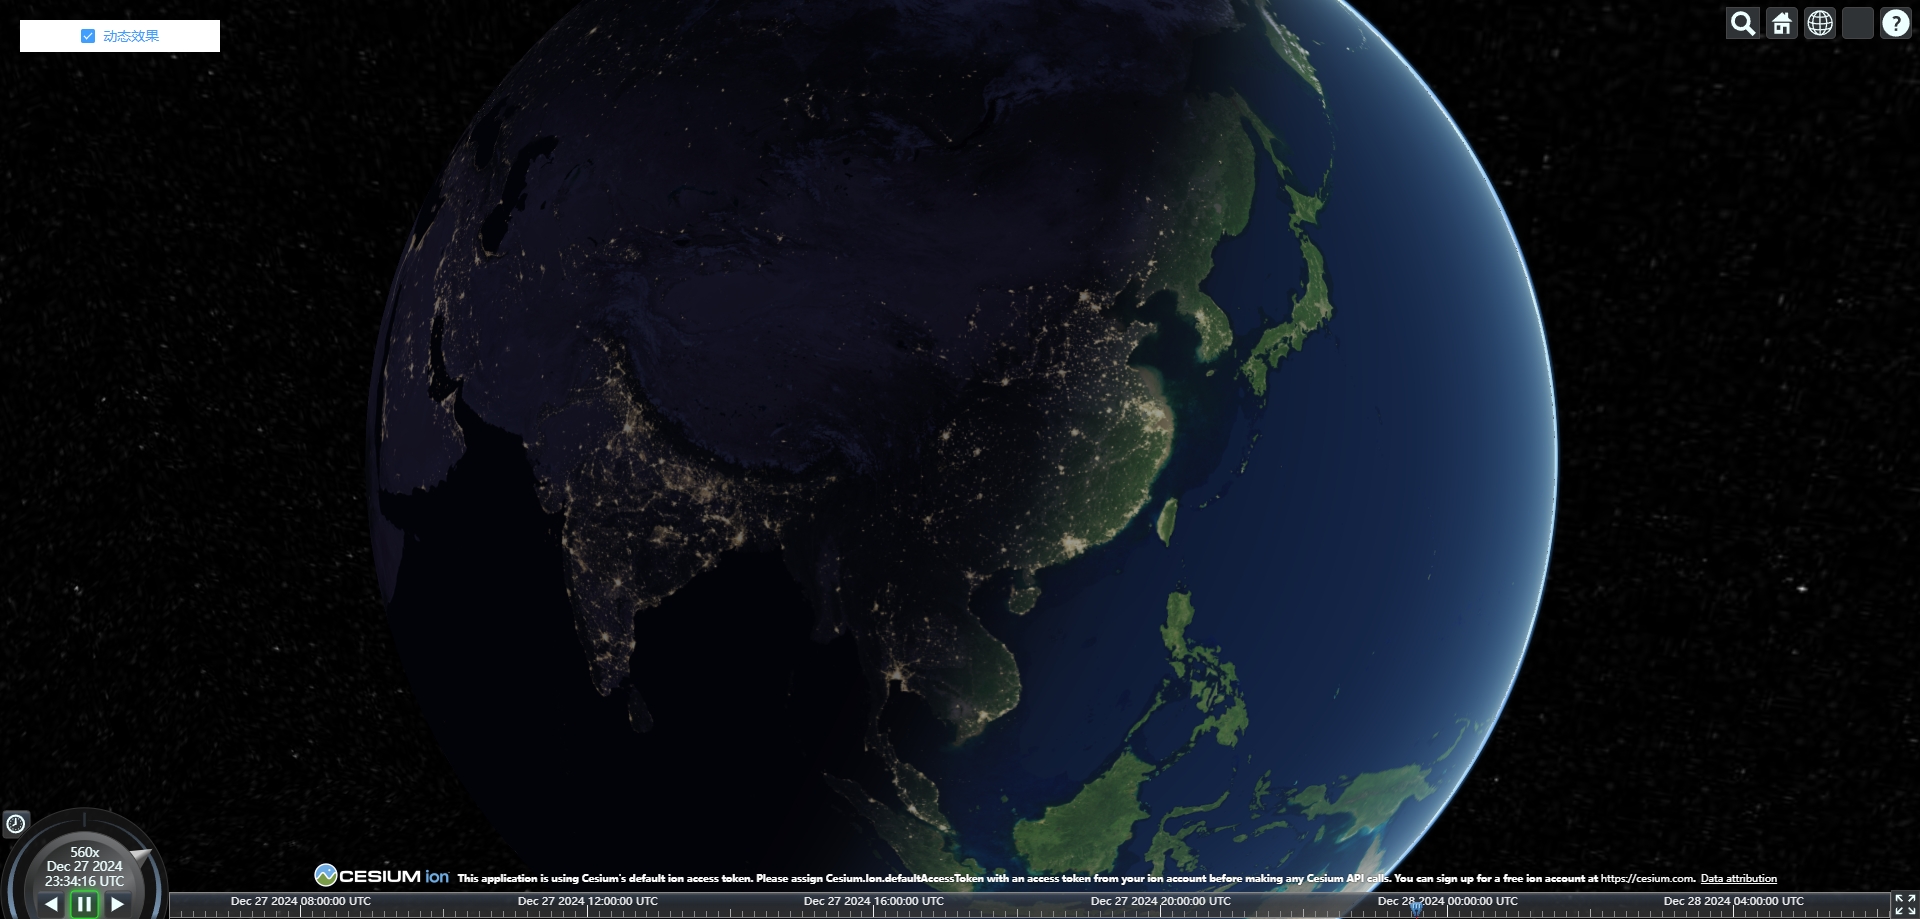 动态效果
?
560x
Dec 27 2024
23:34:16 UTC
CESIUM ion
This application is using Cesium's default ion access token. Please assign Cesium.Ion.defaultAccessToken with an access token from your ion account before making any Cesium API calls. You can sign up for a free ion account at https://cesium.com. Data attribution
Dec 27 2024 08:00:00 UTC
Dec 27 2024 12:00:00 UTC
Dec 27 2024 16:00:00 UTC
Dec 27 2024 20:00:00 UTC
Dec 28 2024 00:00:00 UTC
Dec 28 2024 04:00:00 UTC